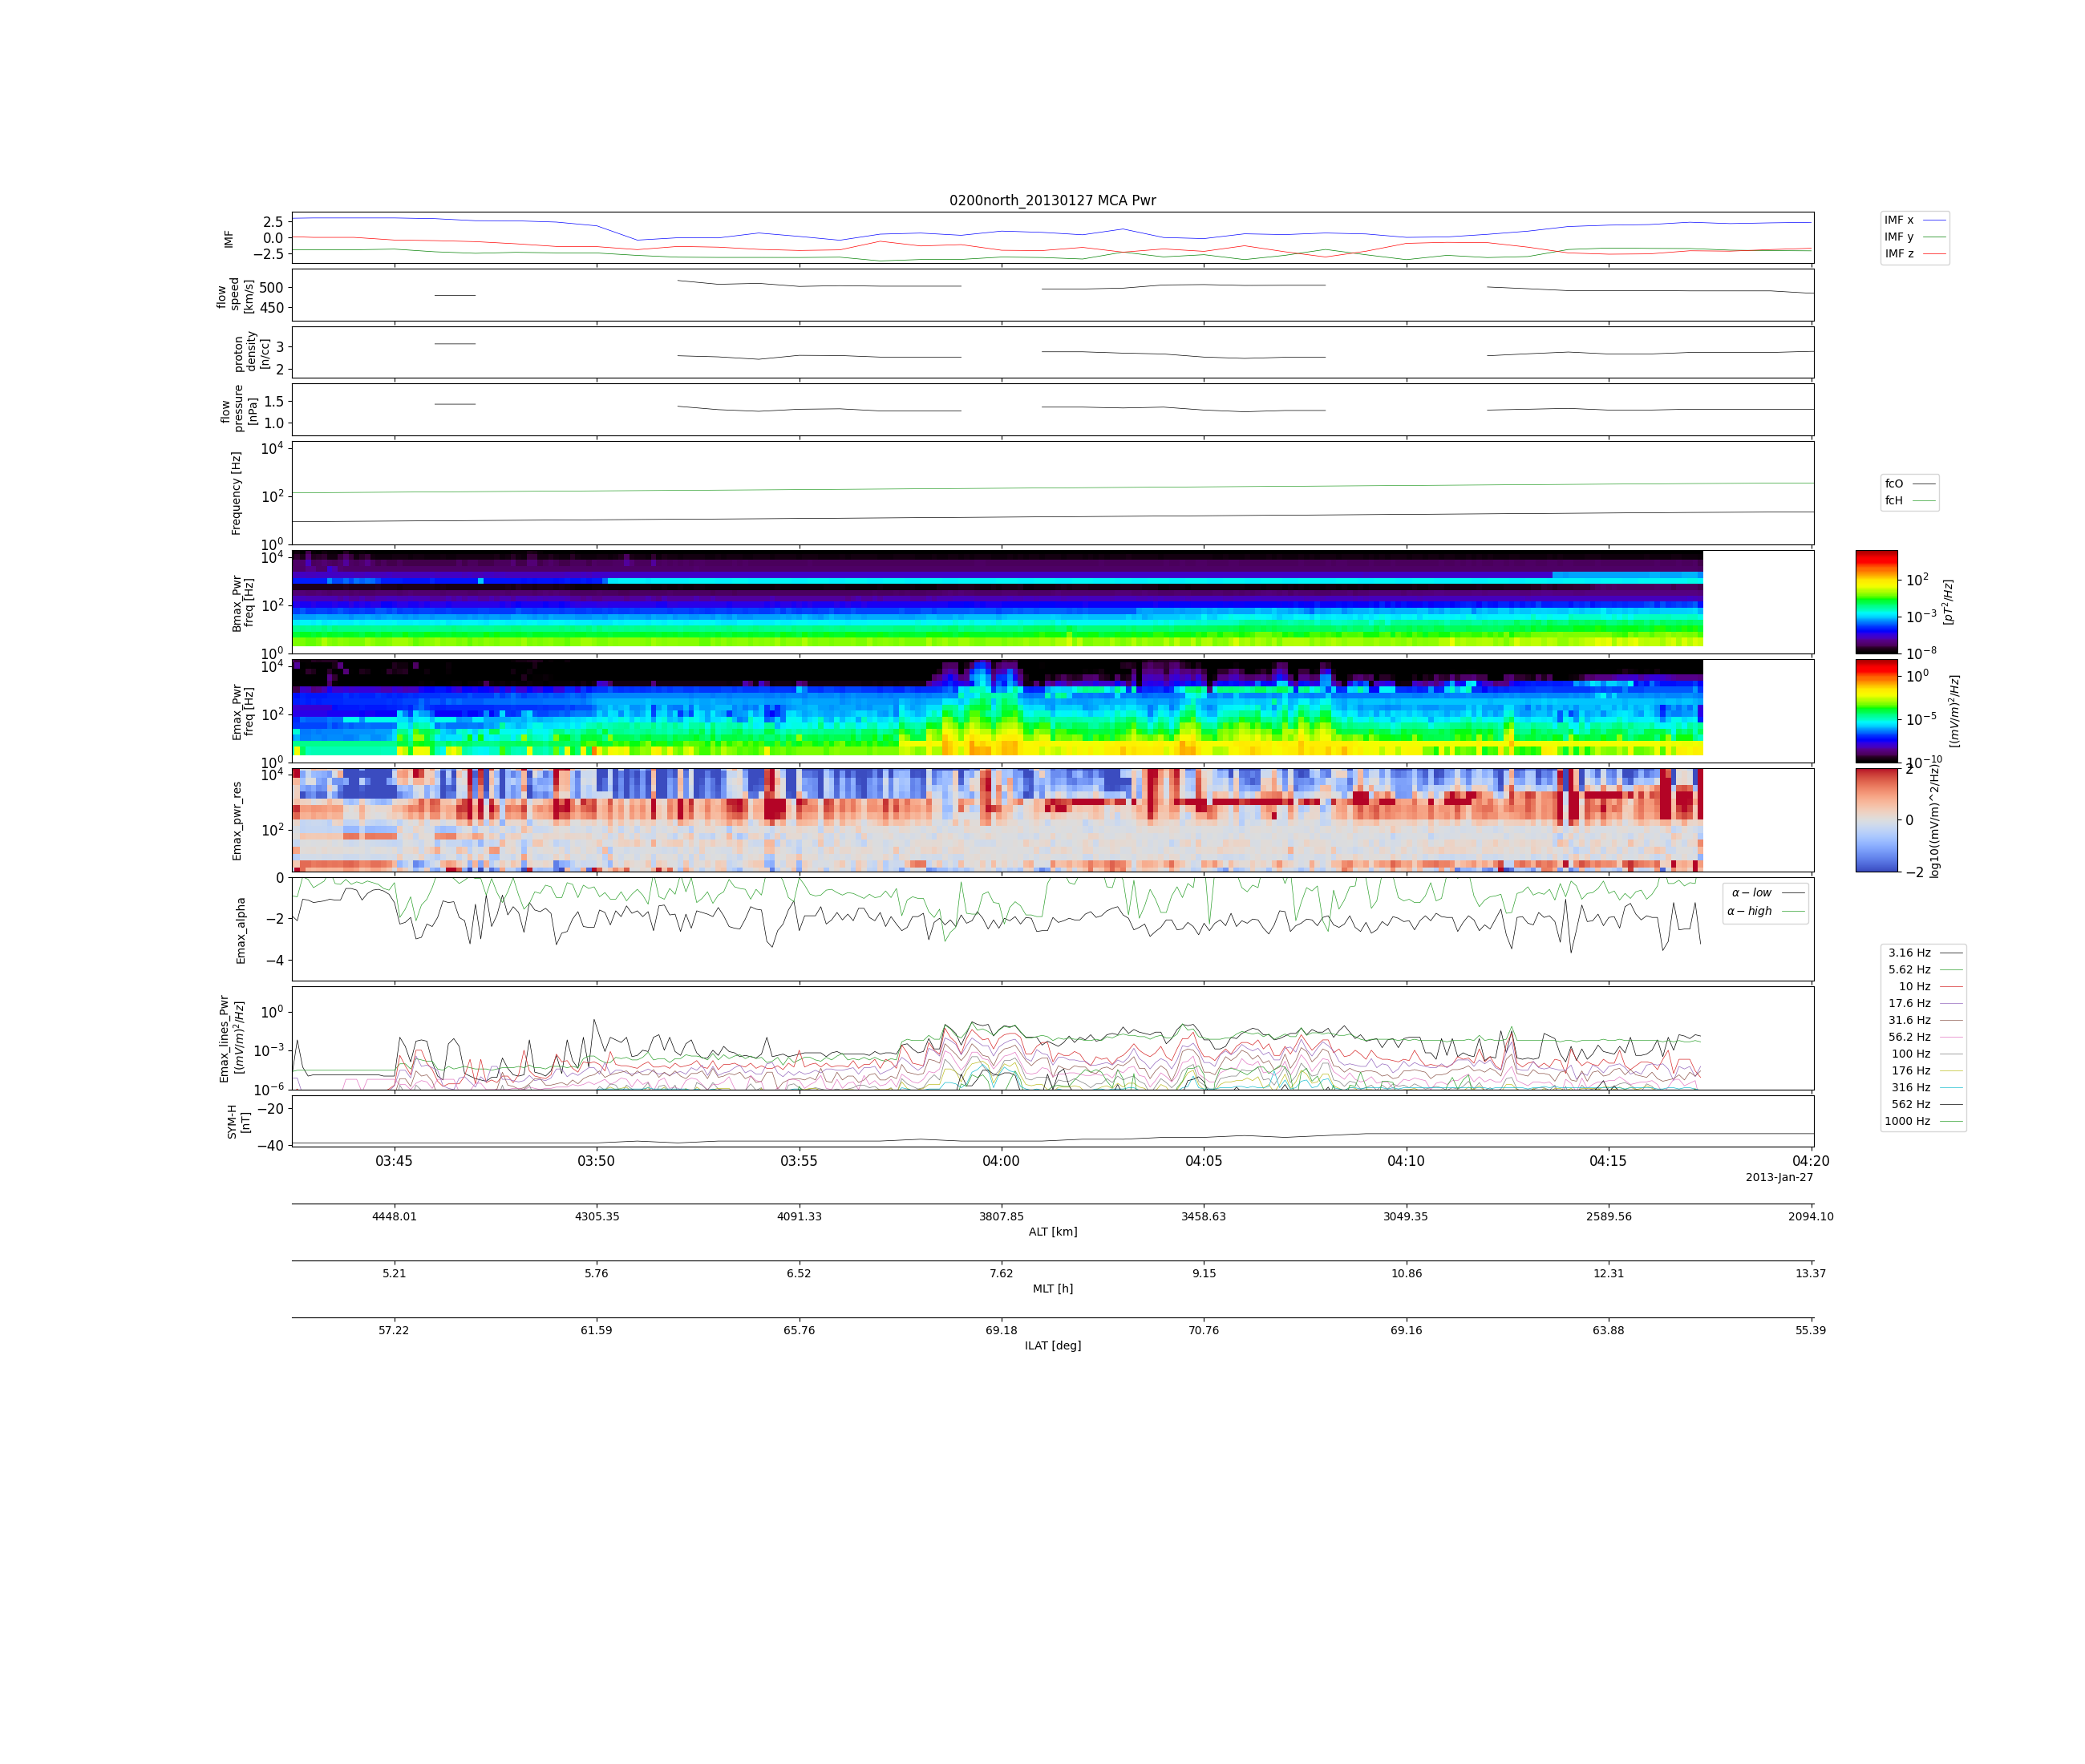 0200north_20130127 MCA Pwr
IMF
2.5
0.0
−2.5
IMF x
IMF y
IMF z
flow
speed
[km/s]
500
450
proton
density
[n/cc]
3
2
flow
pressure
[mPa]
1.5
1.0
Frequency [Hz]
10^4
10^2
10^0
fcO
fcH
Bmax_Pwr
freq [Hz]
10^4
10^2
10^0
10^2
10^−3
10^−8
[pT^2/Hz]
Emax_Pwr
freq [Hz]
10^4
10^2
10^0
10^0
10^−5
10^−10
[(mV/m)^2/Hz]
Emax_pwr_res
10^4
10^2
2
0
−2
log10((mV/m)^2/Hz)
Emax_alpha
0
−2
−4
α − low
α − high
Emax_lines_Pwr
[(mV/m)^2/Hz]
10^0
10^−3
10^−6
3.16 Hz
5.62 Hz
10 Hz
17.6 Hz
31.6 Hz
56.2 Hz
100 Hz
176 Hz
316 Hz
562 Hz
1000 Hz
SYM-H
[nT]
−20
−40
03:45 03:50 03:55 04:00 04:05 04:10 04:15 04:20
2013-Jan-27
4448.01 4305.35 4091.33 3807.85 3458.63 3049.35 2589.56 2094.10
ALT [km]
5.21 5.76 6.52 7.62 9.15 10.86 12.31 13.37
MLT [h]
57.22 61.59 65.76 69.18 70.76 69.16 63.88 55.39
ILAT [deg]